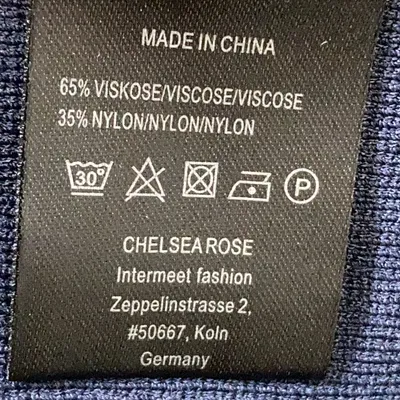 MADE IN CHINA
65% VISKOSE/VISCOSE/VISCOSE
35% NYLON/NYLON/NYLON
30°
P
CHELSEA ROSE
Intermeet fashion
Zeppelinstrasse 2,
#50667, Koln
Germany